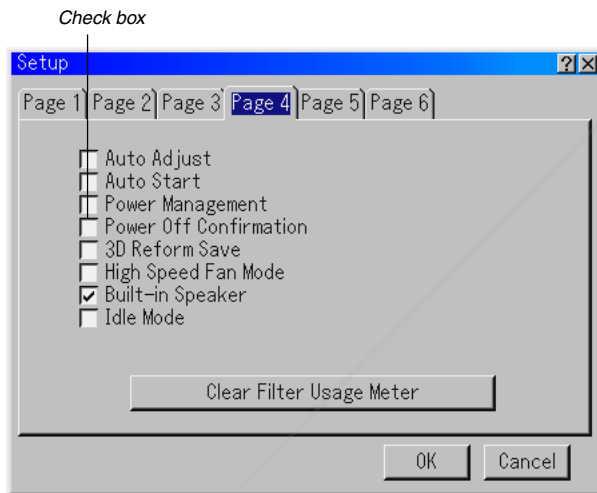 Check box
Setup
Page 1 Page 2 Page 3 Page 4 Page 5 Page 6
Auto Adjust
Auto Start
Power Management
Power Off Confirmation
3D Reform Save
High Speed Fan Mode
Built-in Speaker
Idle Mode
Clear Filter Usage Meter
OK Cancel